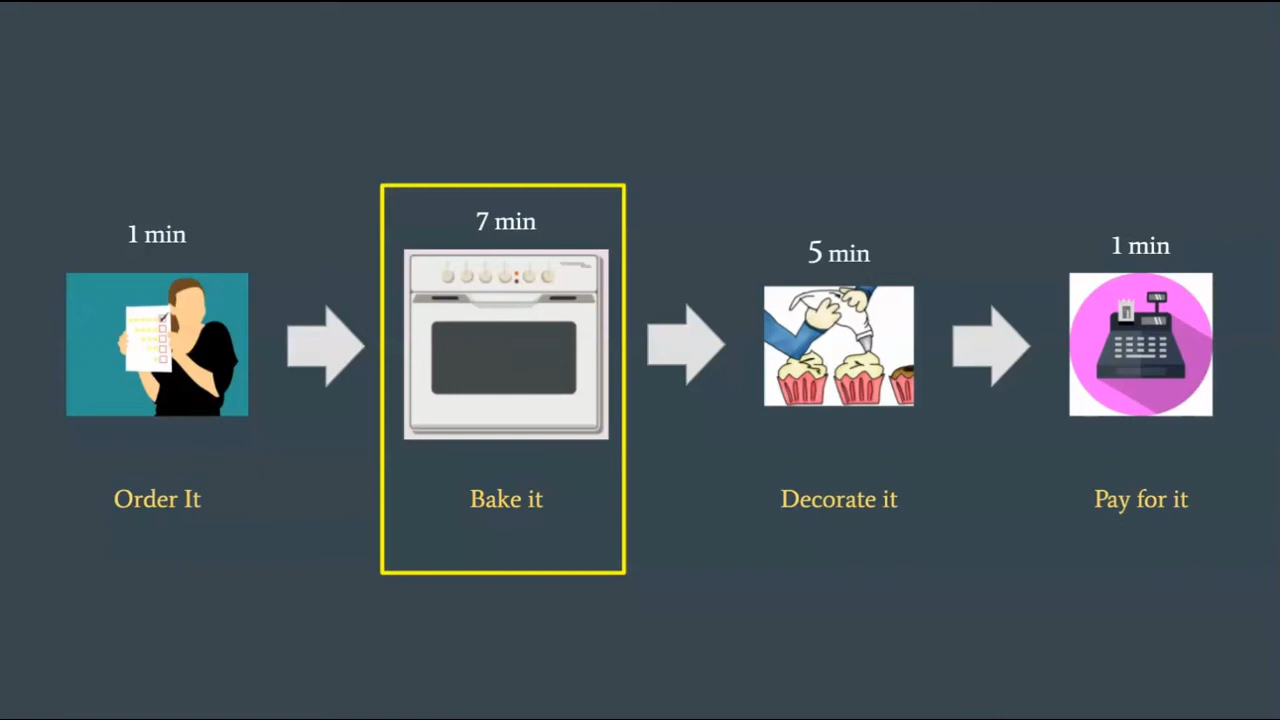 1 min
7 min
5 min
1 min
Order It
Bake it
Decorate it
Pay for it